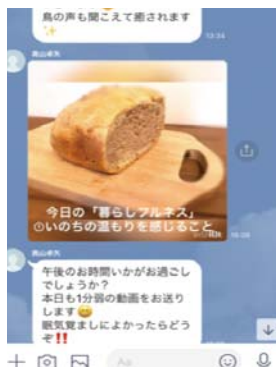 鳥の声も聞こえて癒されます
✨
今日の「暮らしフルネス」
①いのちの温もりを感じること
午後のお時間いかがお過ごし
でしょうか?
本日も1分弱の動画をお送り
します😄
眠気覚ましによかったらどう
ぞ‼️
Aa